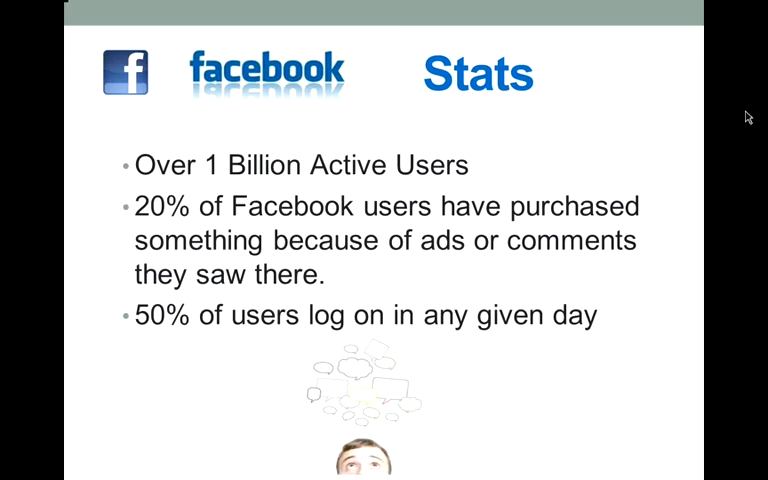 f facebook Stats
• Over 1 Billion Active Users
• 20% of Facebook users have purchased
something because of ads or comments
they saw there.
• 50% of users log on in any given day